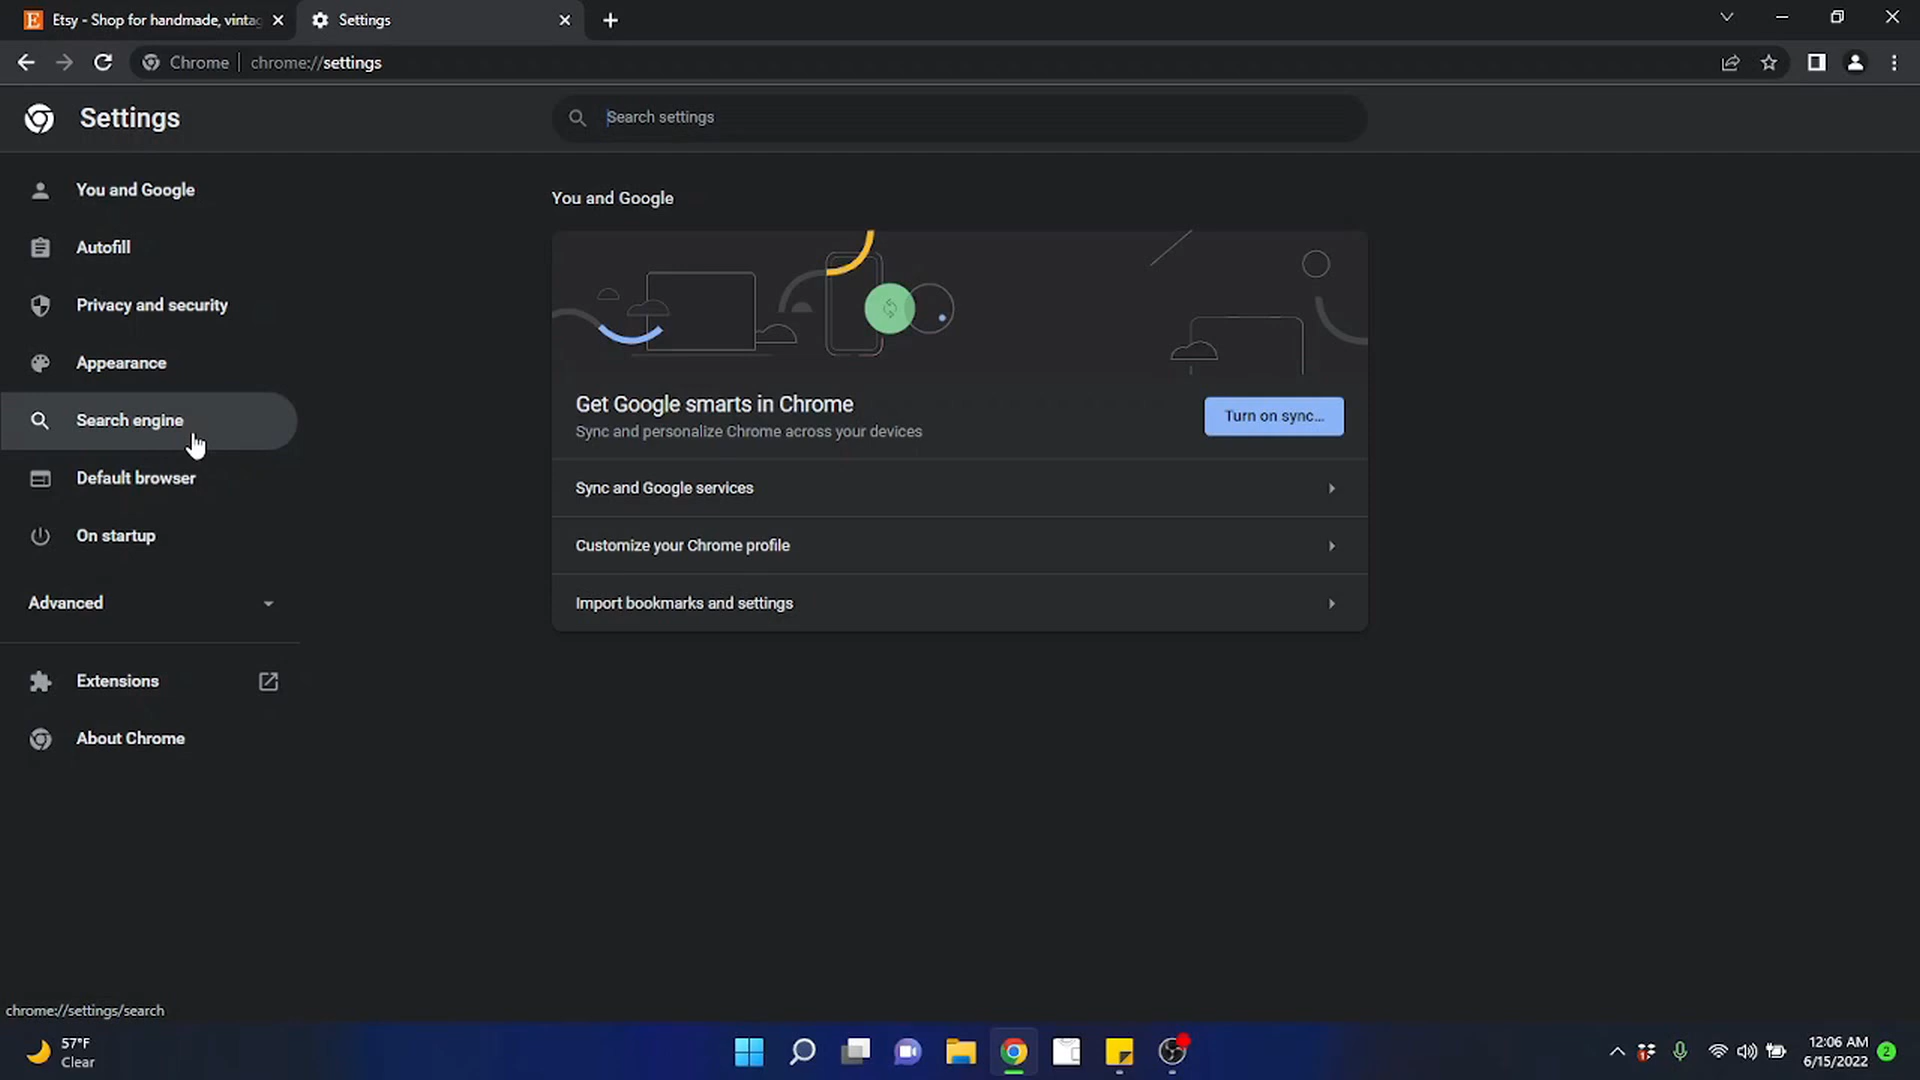 Etsy - Shop for handmade, vinta
Settings
Chrome
chrome://settings
Settings
Search settings
You and Google
Autofill
Privacy and security
Appearance
Search engine
Default browser
On startup
Advanced
Extensions
About Chrome
You and Google
Get Google smarts in Chrome
Sync and personalize Chrome across your devices
Turn on sync...
Sync and Google services
Customize your Chrome profile
Import bookmarks and settings
chrome://settings/search
57°F
Clear
12:06 AM
6/15/2022
2